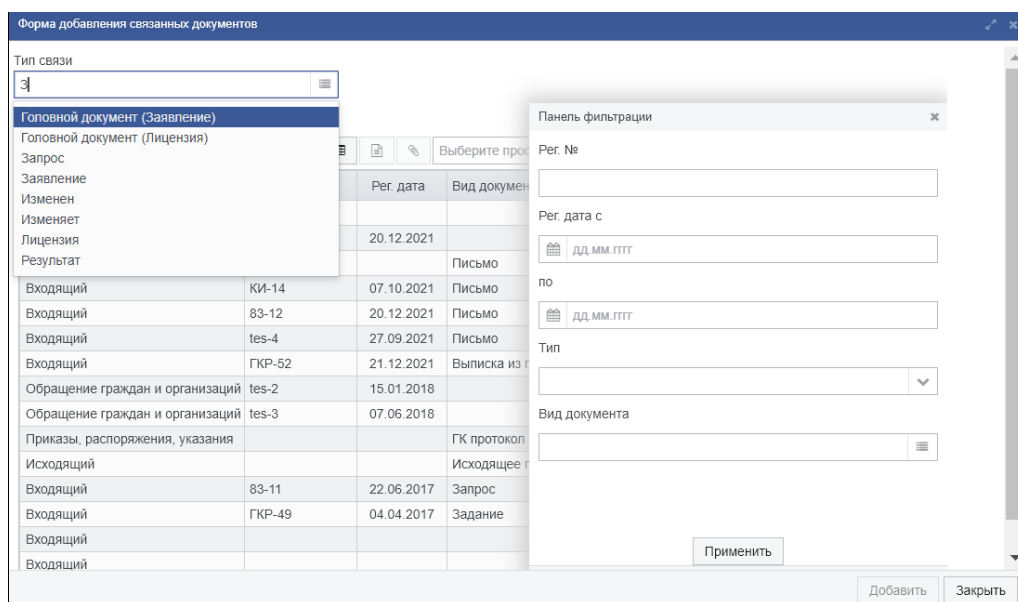 Форма добавления связанных документов
Тип связи
З
Головной документ (Заявление)
Головной документ (Лицензия)
Запрос
Заявление
Изменен
Изменяет
Лицензия
Результат
Выберите
Рег. дата Вид
20.12.2021
Письмо
Входящий КИ-14 07.10.2021 Письмо
Входящий 83-12 20.12.2021 Письмо
Входящий tes-4 27.09.2021 Письмо
Входящий ГКР-52 21.12.2021 Выписка из
Обращение граждан и организаций tes-2 15.01.2018
Обращение граждан и организаций tes-3 07.06.2018
Приказы, распоряжения, указания ГК протокол
Исходящий Исходящее
Входящий 83-11 22.06.2017 Запрос
Входящий ГКР-49 04.04.2017 Задание
Входящий
Входящий
Панель фильтрации
Рег. №
Рег. дата с
дд.мм.гггг
по
дд.мм.гггг
Тип
Вид документа
Применить
Добавить Закрыть